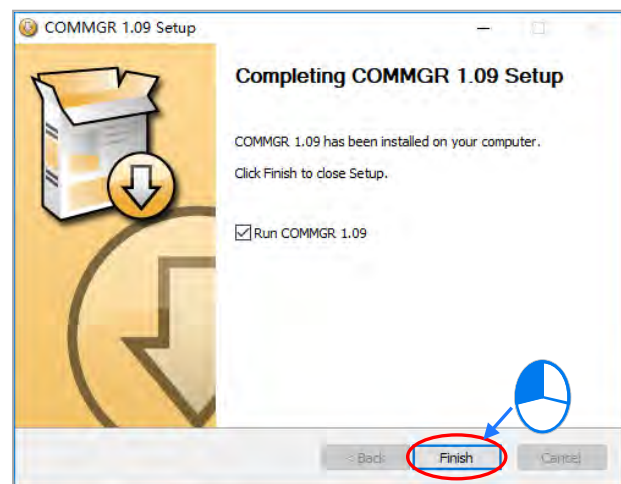 COMMGR 1.09 Setup
Completing COMMGR 1.09 Setup
COMMGR 1.09 has been installed on your computer.
Click Finish to close Setup.
Run COMMGR 1.09
< Back
Finish
Cancel